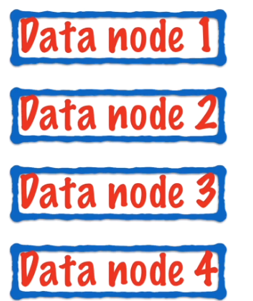 Data node 1
Data node 2
Data node 3
Data node 4